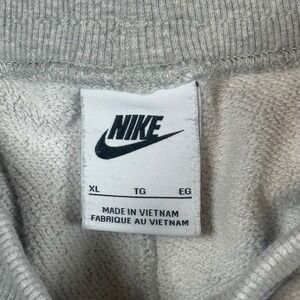 NIKE
XL TG EG
MADE IN VIETNAM
FABRIQUE AU VIETNAM